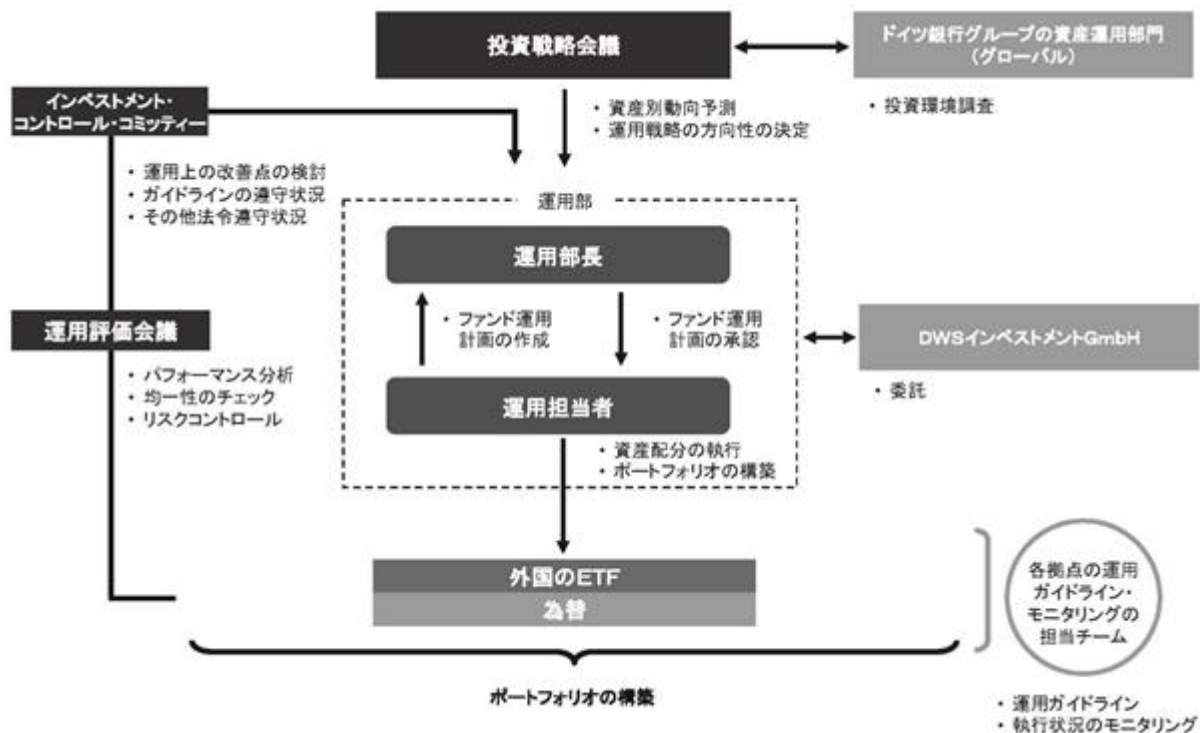 投資戦略会議
ドイツ銀行グループの資産運用部門
(グローバル)
・投資環境調査
インベストメント・
コントロール・コミッティー
・資産別動向予測
・運用戦略の方向性の決定
・運用上の改善点の検討
・ガイドラインの遵守状況
・その他法令遵守状況
運用部
運用部長
・ファンド運用
計画の作成
・ファンド運用
計画の承認
運用評価会議
・パフォーマンス分析
・均一性のチェック
・リスクコントロール
DWSインベストメントGmbH
・委託
運用担当者
・資産配分の執行
・ポートフォリオの構築
外国のETF
為替
各拠点の運用
ガイドライン・
モニタリングの
担当チーム
ポートフォリオの構築
・運用ガイドライン
・執行状況のモニタリング